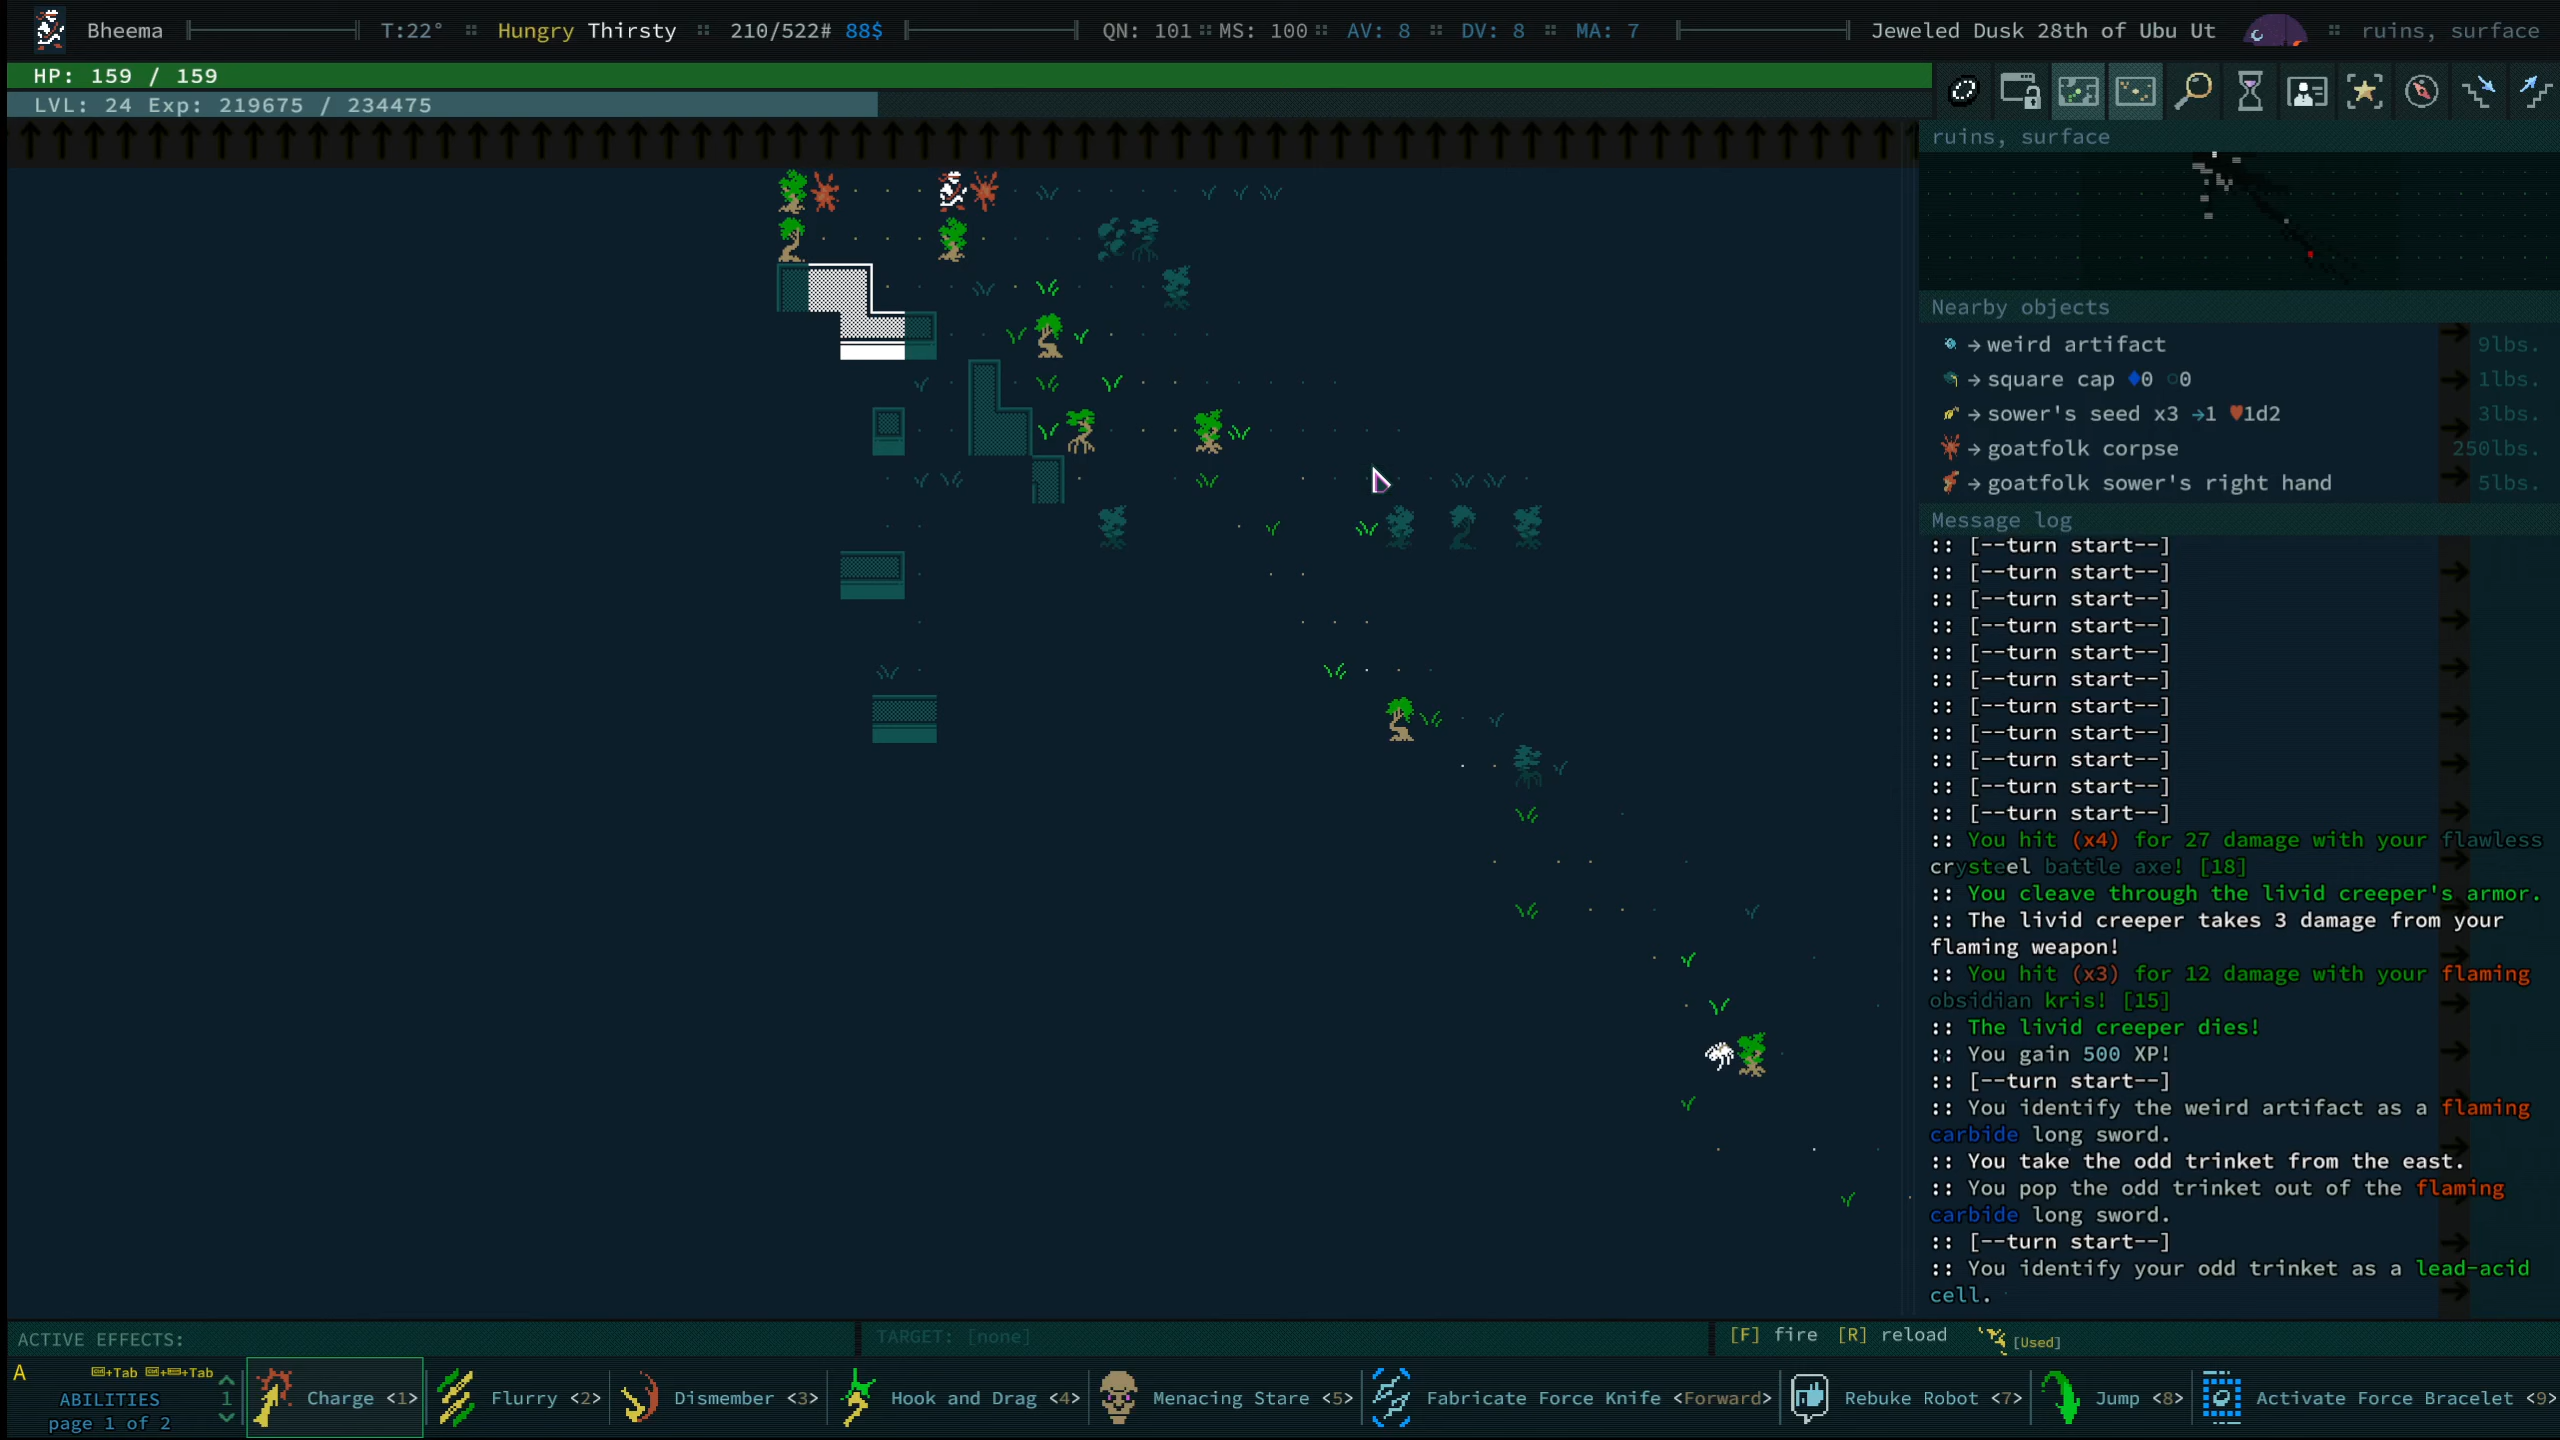 Bheema T:22° Hungry Thirsty 210/522# 88$ QN: 101 MS: 100 AV: 8 DV: 8 MA: 7 Jeweled Dusk 28th of Ubu Ut ruins, surface
HP: 159 / 159
LVL: 24 Exp: 219675 / 234475
ruins, surface
Nearby objects
weird artifact 9lbs.
square cap ♦0 ○0 1lbs.
sower's seed x3 →1 ♥1d2 3lbs.
goatfolk corpse 250lbs.
goatfolk sower's right hand 5lbs.
Message log
:: [--turn start--]
:: [--turn start--]
:: [--turn start--]
:: [--turn start--]
:: [--turn start--]
:: [--turn start--]
:: [--turn start--]
:: [--turn start--]
:: [--turn start--]
:: [--turn start--]
:: [--turn start--]
:: You hit (x4) for 27 damage with your flawless
crysteel battle axe! [18]
:: You cleave through the livid creeper's armor.
:: The livid creeper takes 3 damage from your
flaming weapon!
:: You hit (x3) for 12 damage with your flaming
obsidian kris! [15]
:: The livid creeper dies!
:: You gain 500 XP!
:: [--turn start--]
:: You identify the weird artifact as a flaming
carbide long sword.
:: You take the odd trinket from the east.
:: You pop the odd trinket out of the flaming
carbide long sword.
:: [--turn start--]
:: You identify your odd trinket as a lead-acid
cell.
ACTIVE EFFECTS: TARGET: [none] [F] fire [R] reload [Used]
A +Tab +Tab
ABILITIES 1
page 1 of 2
Charge <1> Flurry <2> Dismember <3> Hook and Drag <4> Menacing Stare <5> Fabricate Force Knife <Forward> Rebuke Robot <7> Jump <8> Activate Force Bracelet <9>